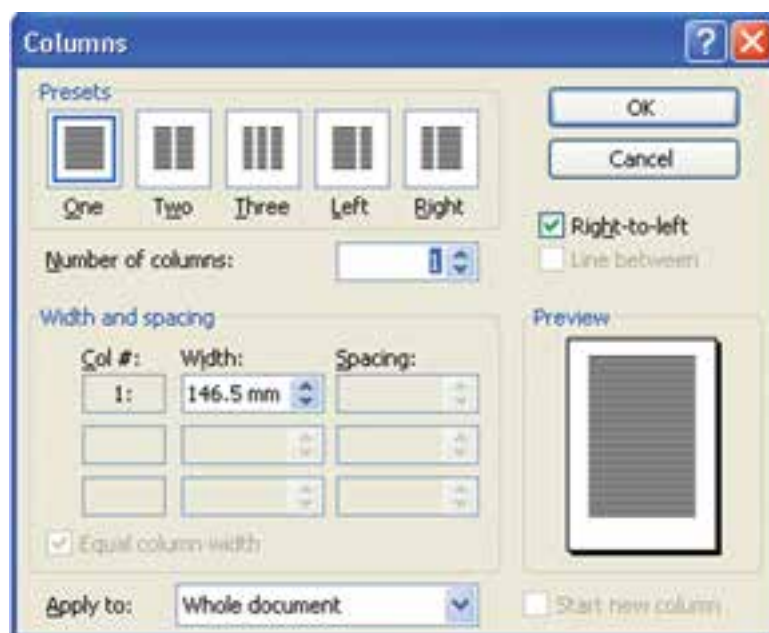 Columns
Presets
One Two Three Left Right
OK
Cancel
Right-to-left
Line between
Number of columns: 1
Width and spacing
Col #: Width: Spacing:
1: 146.5 mm
Equal column width
Preview
Apply to: Whole document
Start new column